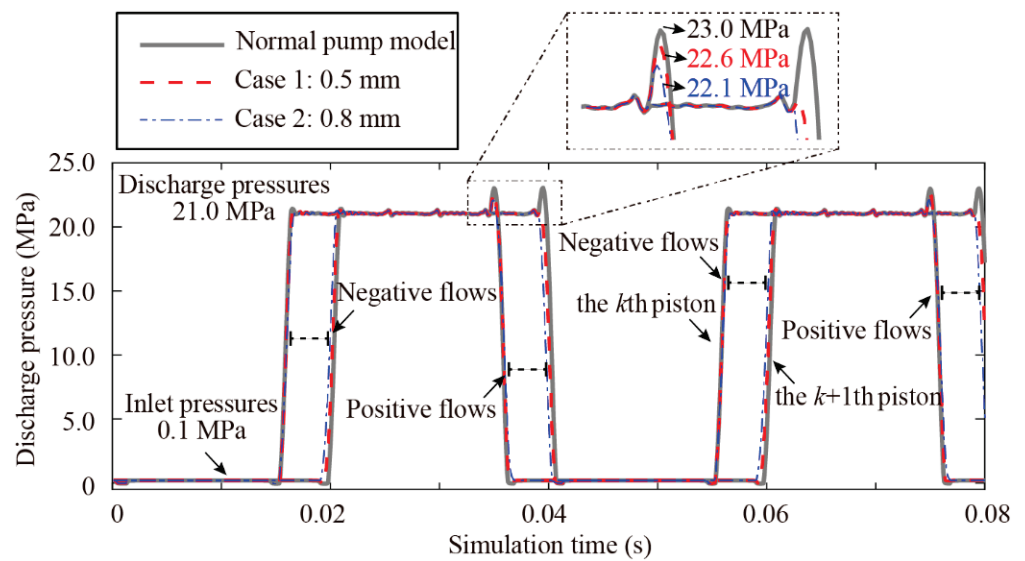 Normal pump model
Case 1: 0.5 mm
Case 2: 0.8 mm
23.0 MPa
22.6 MPa
22.1 MPa
25.0
20.0
15.0
10.0
5.0
0
Discharge pressure (MPa)
Discharge pressures
21.0 MPa
Negative flows
Negative flows
the kth piston
Positive flows
Positive flows
the k+1th piston
Inlet pressures
0.1 MPa
0
0.02
0.04
0.06
0.08
Simulation time (s)